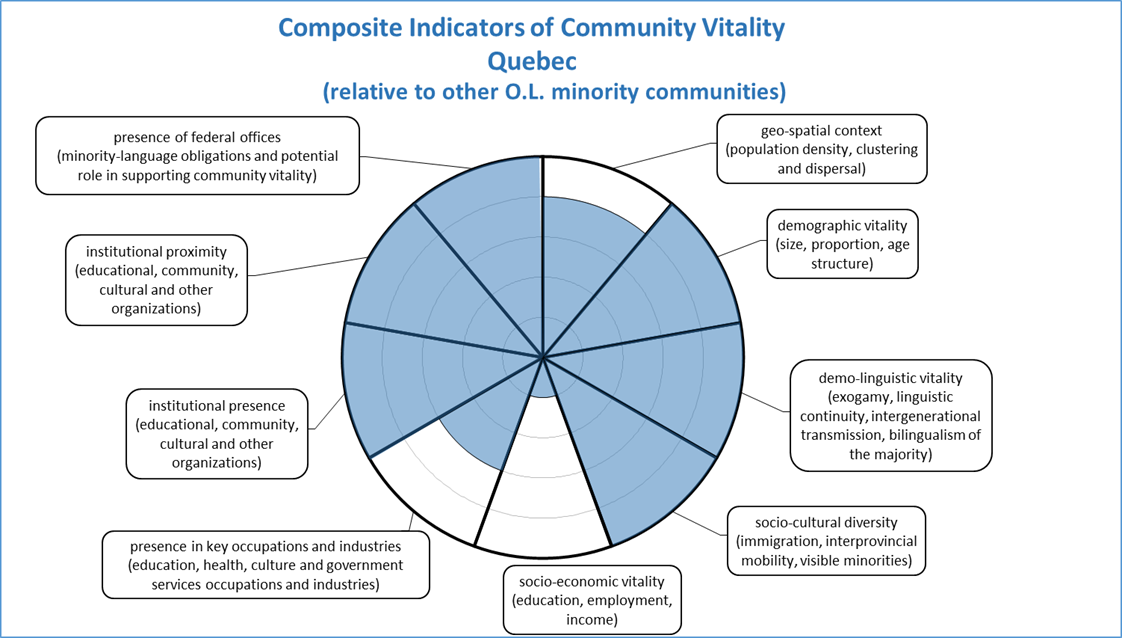 Composite Indicators of Community Vitality
Quebec
(relative to other O.L. minority communities)
presence of federal offices
(minority-language obligations and potential
role in supporting community vitality)
geo-spatial context
(population density, clustering
and dispersal)
demographic vitality
(size, proportion, age
structure)
institutional proximity
(educational, community,
cultural and other
organizations)
demo-linguistic vitality
(exogamy, linguistic
continuity, intergenerational
transmission, bilingualism of
the majority)
institutional presence
(educational, community,
cultural and other
organizations)
socio-cultural diversity
(immigration, interprovincial
mobility, visible minorities)
presence in key occupations and industries
(education, health, culture and government
services occupations and industries)
socio-economic vitality
(education, employment,
income)